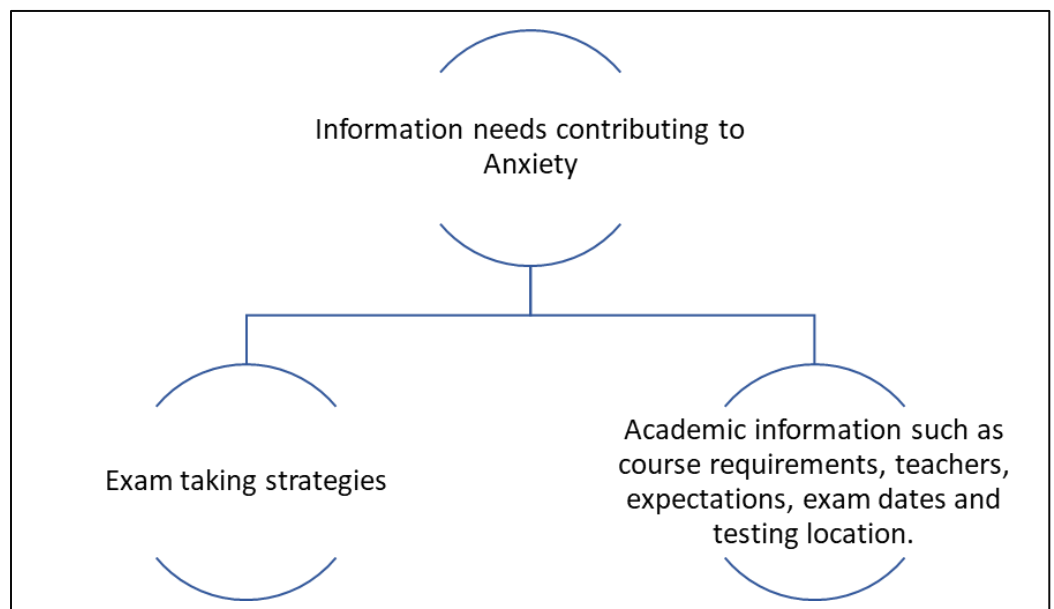 Information needs contributing to
Anxiety
Exam taking strategies
Academic information such as
course requirements, teachers,
expectations, exam dates and
testing location.